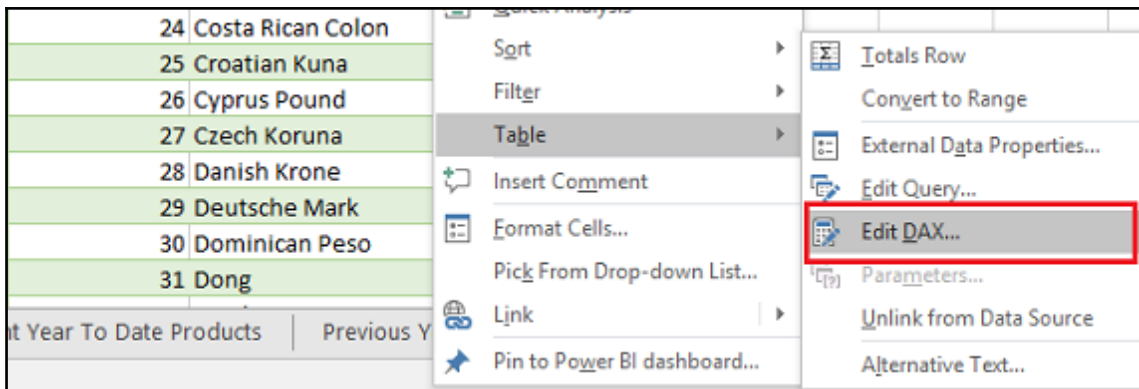 24 Costa Rican Colon
25 Croatian Kuna
26 Cyprus Pound
27 Czech Koruna
28 Danish Krone
29 Deutsche Mark
30 Dominican Peso
31 Dong
nt Year To Date Products
Previous Y
Quick Analysis
Sort
Filter
Table
Insert Comment
Format Cells...
Pick From Drop-down List...
Link
Pin to Power BI dashboard...
Totals Row
Convert to Range
External Data Properties...
Edit Query...
Edit DAX...
Parameters...
Unlink from Data Source
Alternative Text...